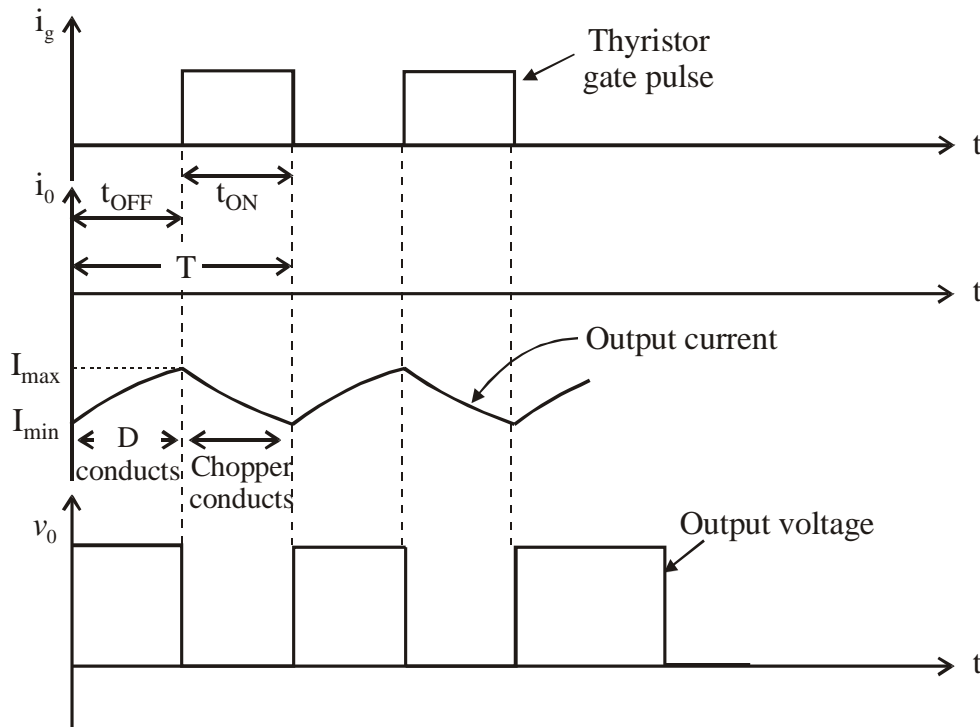 i_g
Thyristor
gate pulse
t
i_0
t_OFF
t_ON
T
t
Output current
I_max
I_min
D
conducts
Chopper
conducts
v_0
Output voltage
t